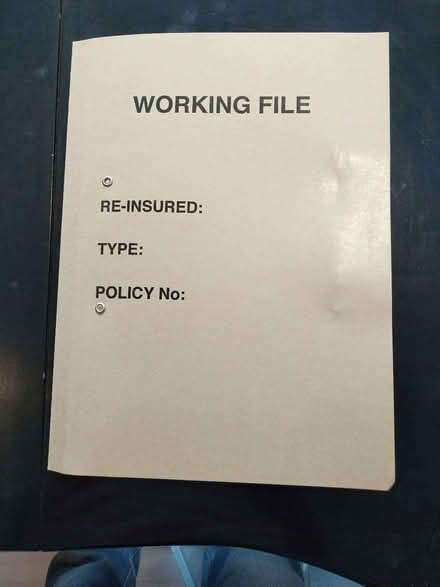 WORKING FILE
RE-INSURED:
TYPE:
POLICY No: